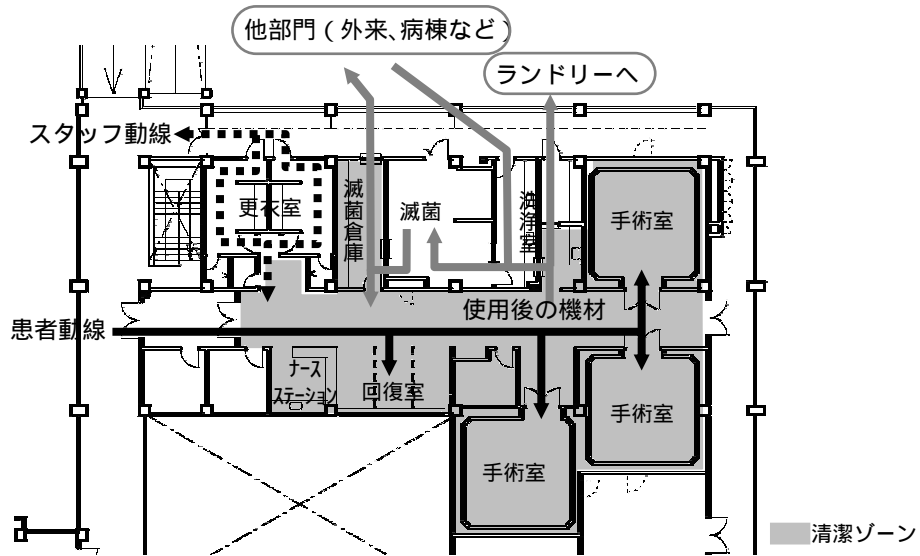 他部門（外来、病棟など）
ランドリーへ
スタッフ動線
更衣室
滅菌倉庫
滅菌
洗浄室
手術室
使用後の機材
患者動線
ナース
ステーション
回復室
手術室
手術室
清潔ゾーン